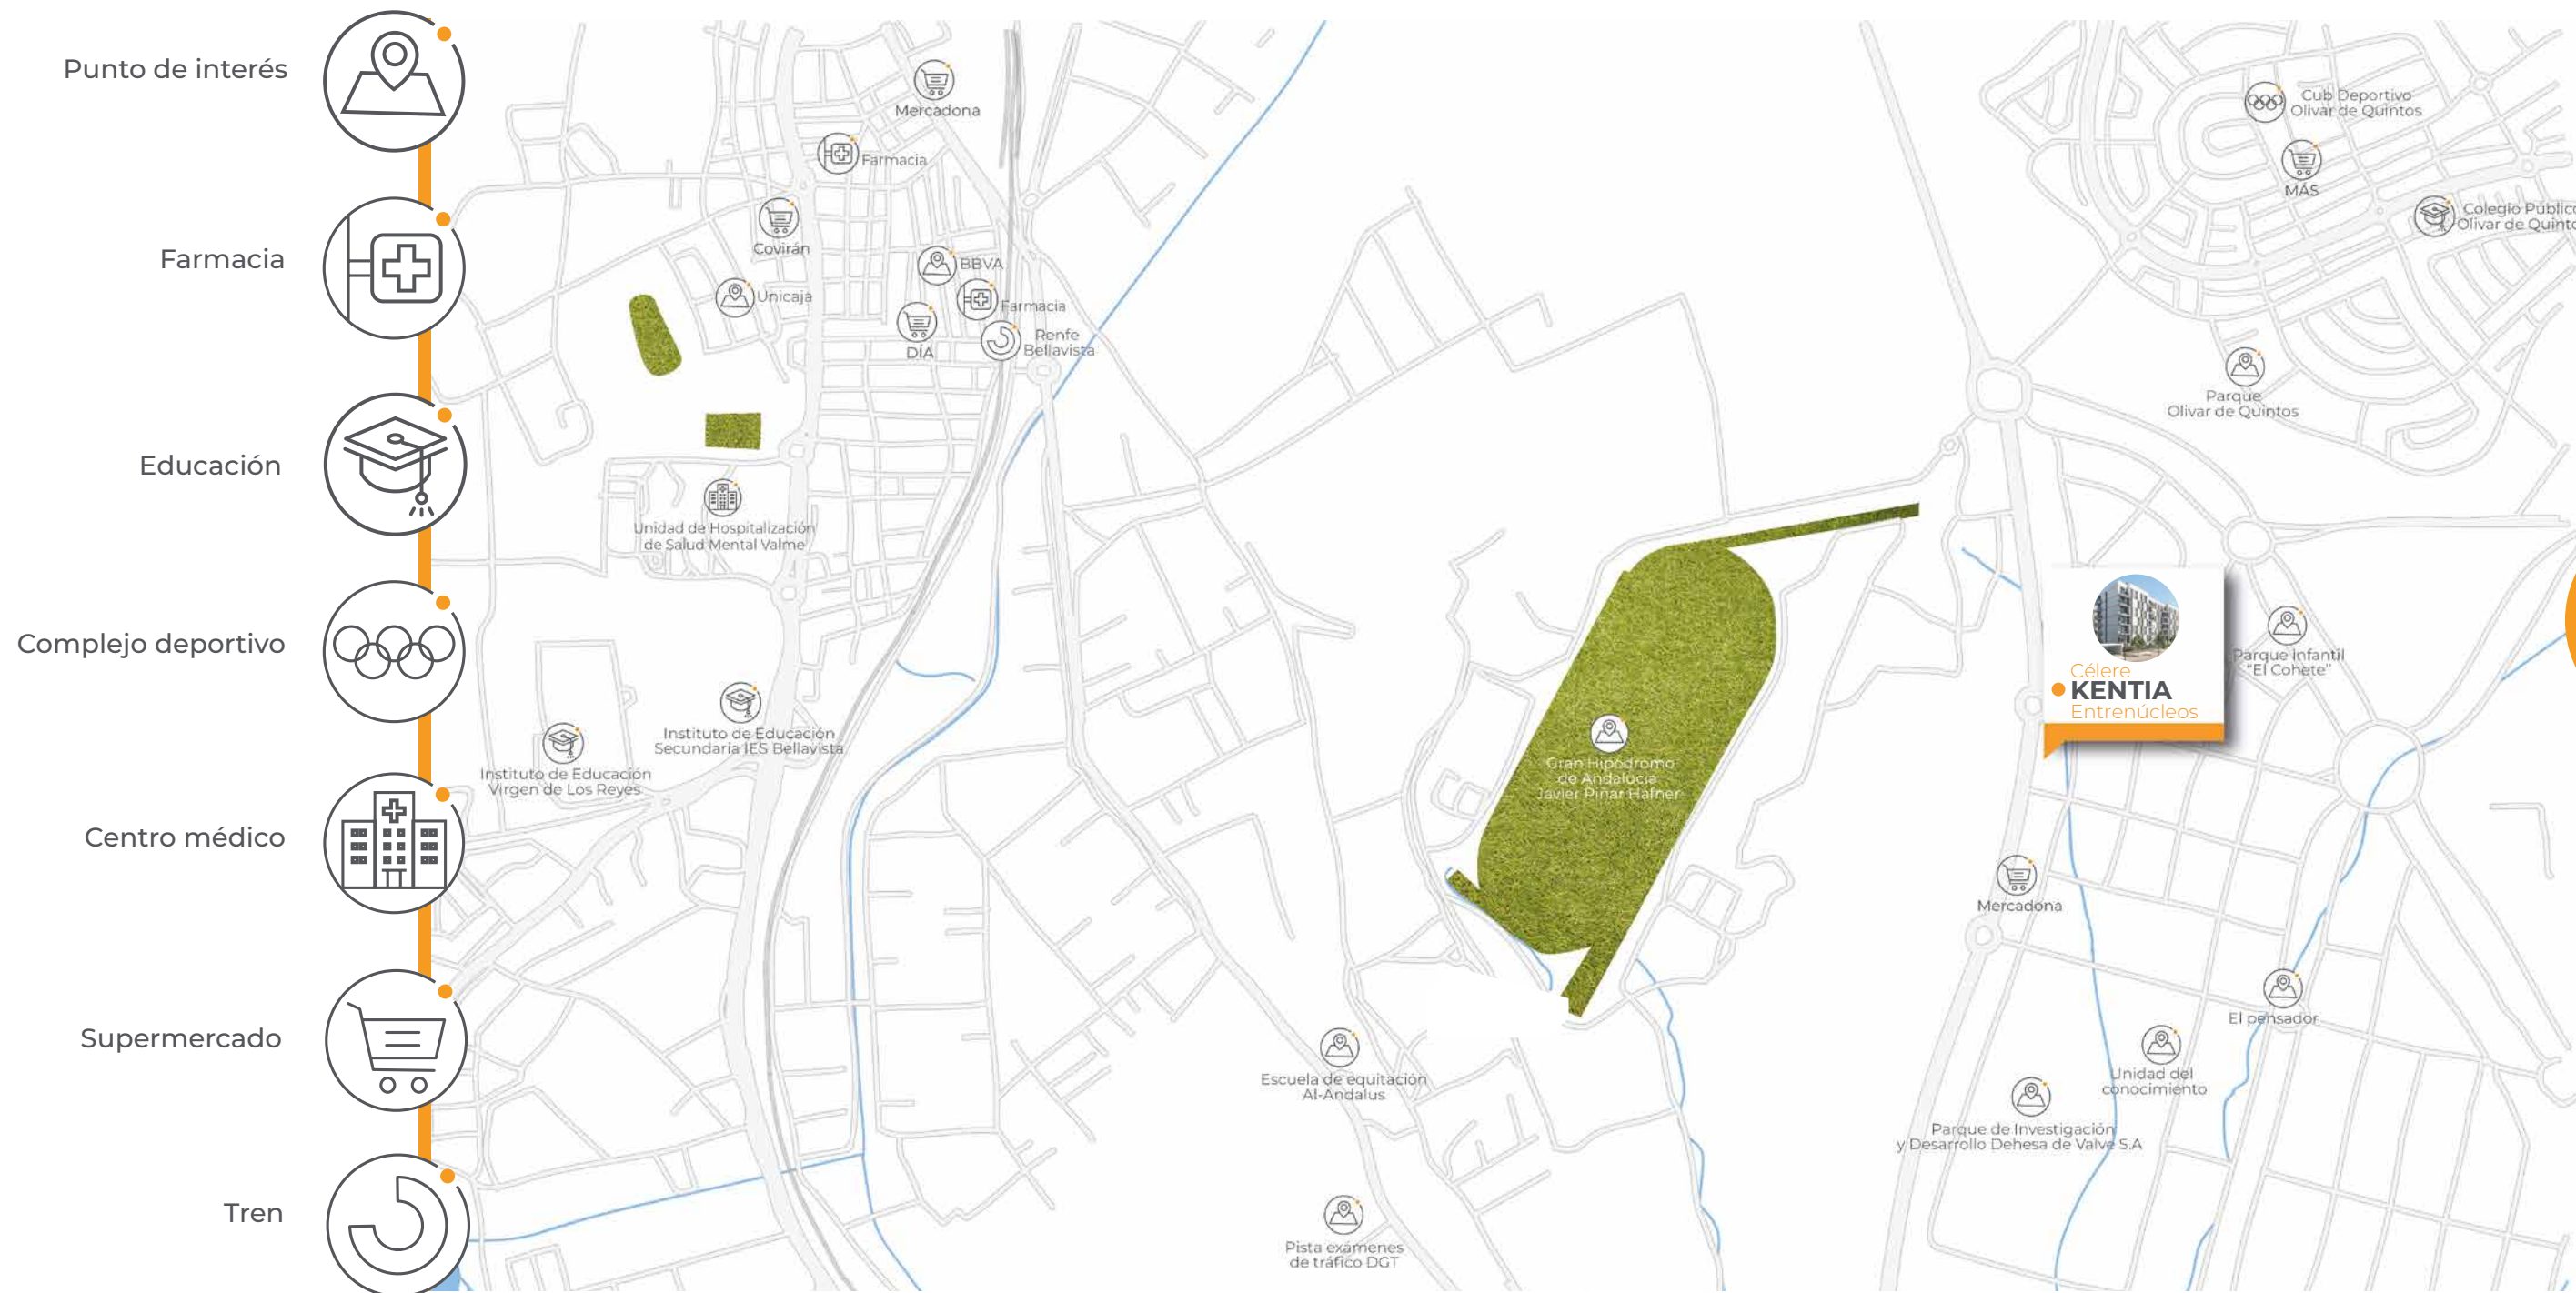 Punto de interés
Farmacia
Educación
Complejo deportivo
Centro médico
Supermercado
Tren
Mercadona
Farmacia
Covirán
BBVA
Unicaja
Farmacia
DÍA
Renfe
Bellavista
Unidad de Hospitalización
de Salud Mental Valme
Instituto de Educación
Secundaria IES Bellavista
Instituto de Educación
Virgen de Los Reyes
Gran Hipódromo
de Andalucía
Javier Piñar Hafner
Escuela de equitación
Al-Andalus
Pista exámenes
de tráfico DGT
Cub Deportivo
Olivar de Quintos
MÁS
Colegio Público
Olivar de Quinto
Parque
Olivar de Quintos
Célere
KENTIA
Entrenúcleos
Parque Infantil
"El Cohete"
Mercadona
El pensador
Unidad del
conocimiento
Parque de Investigación
y Desarrollo Dehesa de Valve S.A